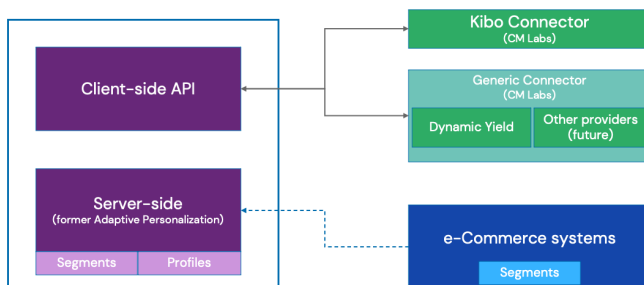 Client-side API
Server-side
(former Adaptive Personalization)
Segments
Profiles
Kibo Connector
(CM Labs)
Generic Connector
(CM Labs)
Dynamic Yield
Other providers
(future)
e-Commerce systems
Segments